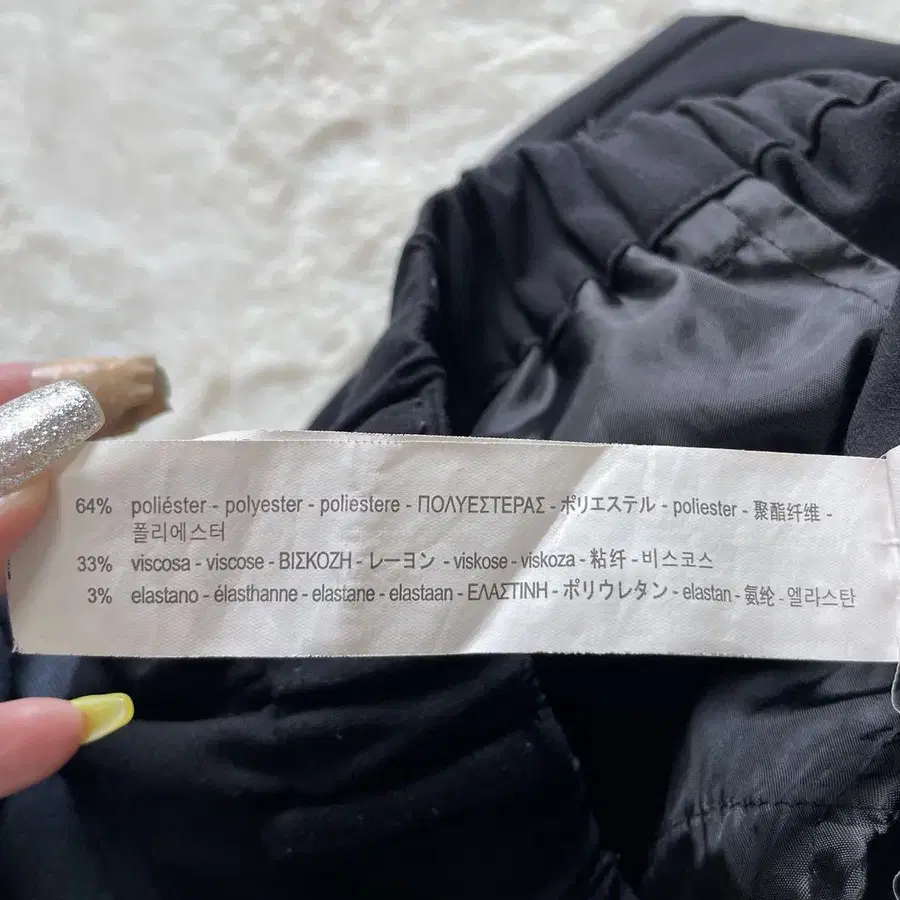 64% poliéster - polyester - poliestere - ΠΟΛΥΕΣΤΕΡΑΣ - ポリエステル - poliester - 聚酯纤维 -
폴리에스터
33% viscosa - viscose - ΒΙΣΚΟΖΗ - レーヨン - viskose - viskoza - 粘纤 - 비스코스
3% elastano - élasthanne - elastane - elastaan - ΕΛΑΣΤΙΝΗ - ポリウレタン - elastan - 氨纶 - 엘라스탄